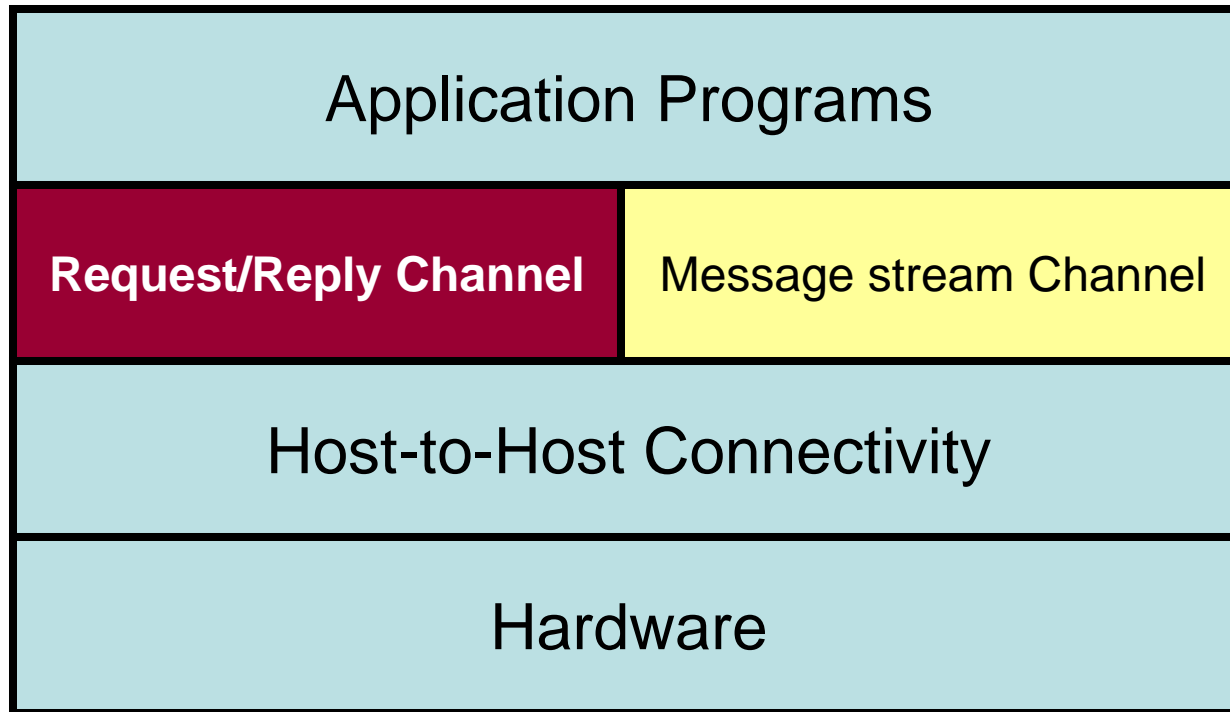 Application Programs
Request/Reply Channel
Message stream Channel
Host-to-Host Connectivity
Hardware